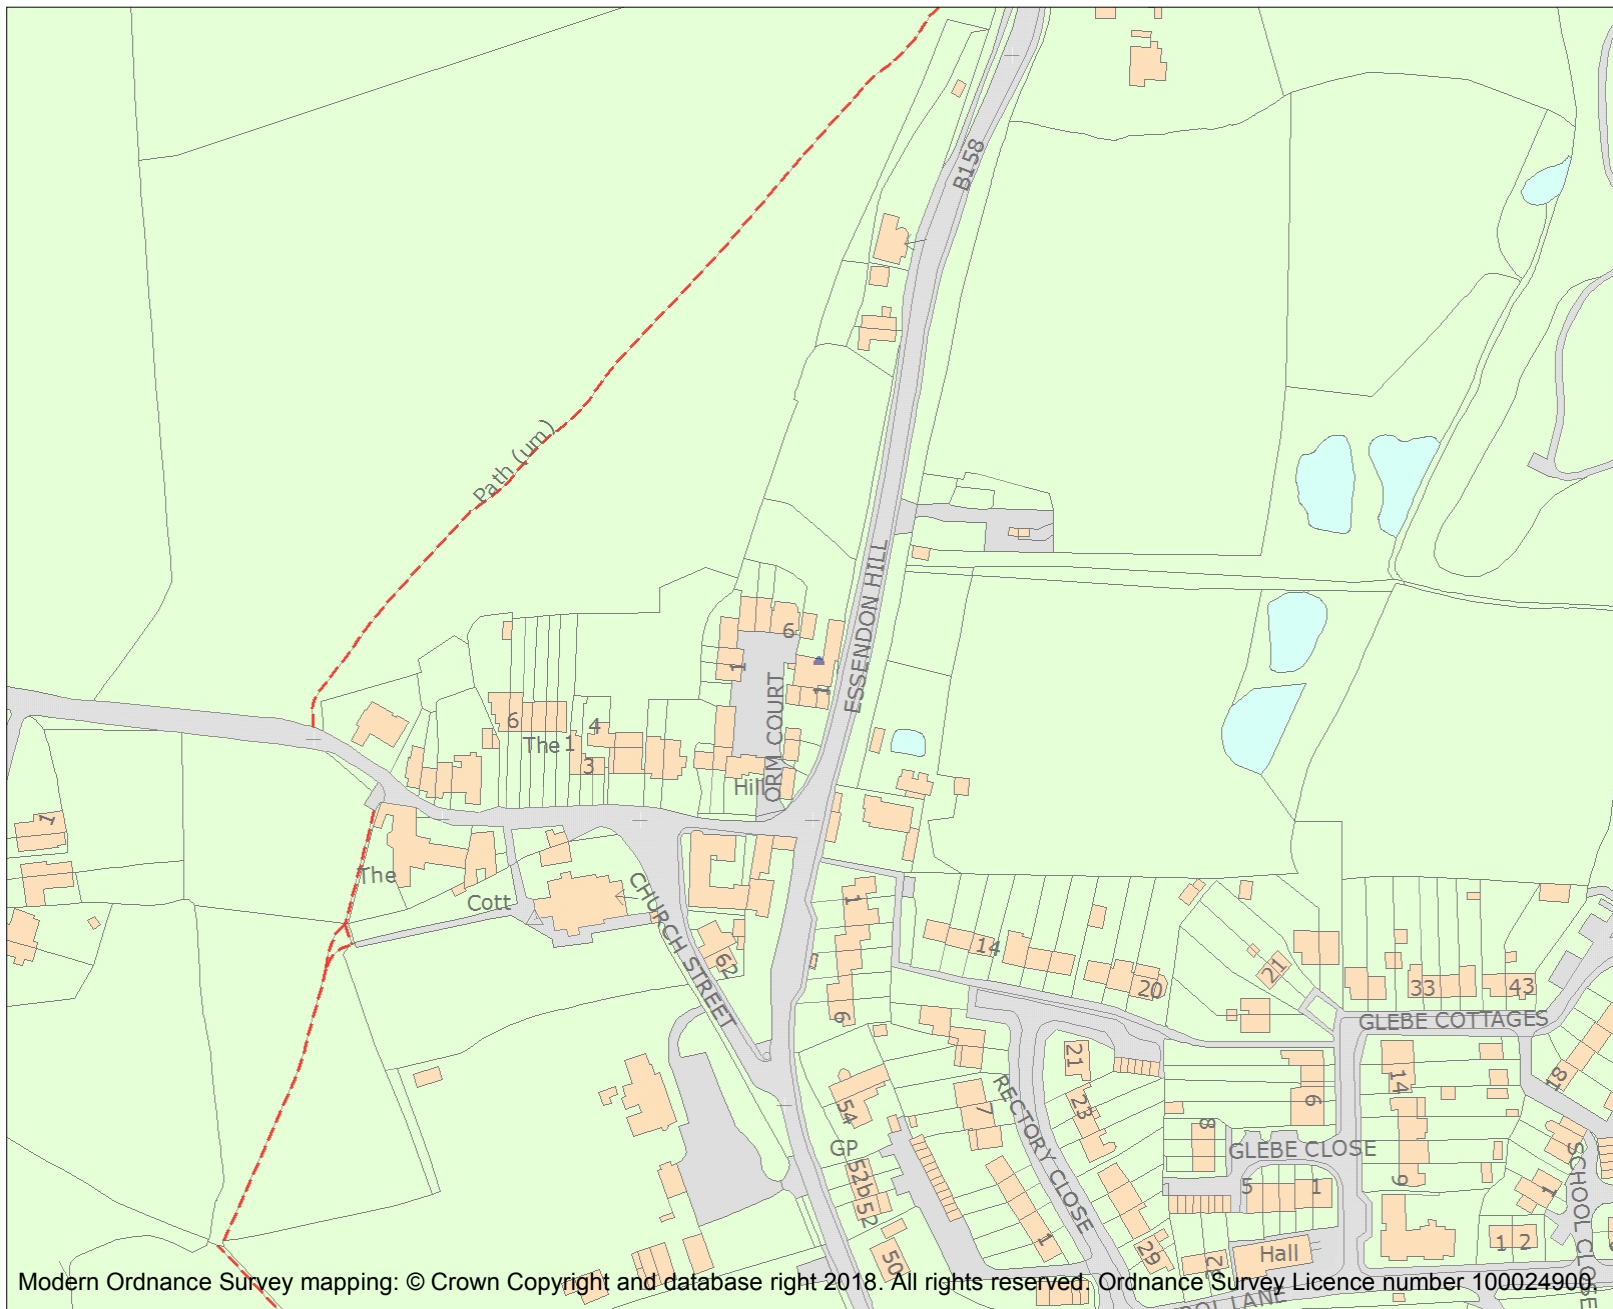 B158
Path (um)
ESSENDON HILL
6
1
1
ORM COURT
6
4
The 1
3
Hill
1
The
Cott
CHURCH STREET
62
1
14
20
21
33
43
GLEBE COTTAGES
6
21
14
18
23
RECTORY CLOSE
7
54
6
8
GLEBE CLOSE
GP
52b
52
5
1
9
1
SCHOOL CLOSE
1
29
22
Hall
1 2
50
Modern Ordnance Survey mapping: © Crown Copyright and database right 2018. All rights reserved. Ordnance Survey Licence number 100024900.
LANE